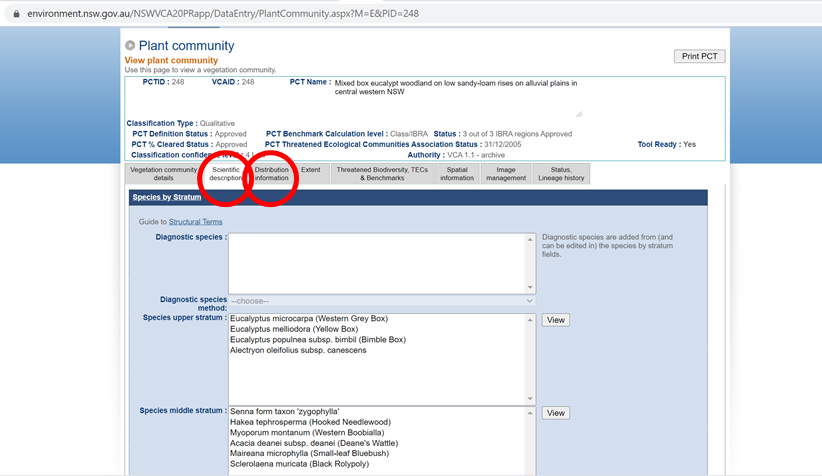 environment.nsw.gov.au/NSWVCA20PRapp/DataEntry/PlantCommunity.aspx?M=E&PID=248
Plant community
View plant community
Use this page to view a vegetation community.
Print PCT
PCTID : 248 VCAID : 248 PCT Name : Mixed box eucalypt woodland on low sandy-loam rises on alluvial plains in
central western NSW
Classification Type : Qualitative
PCT Definition Status : Approved PCT Benchmark Calculation level : Class/IBRA Status : 3 out of 3 IBRA regions Approved
PCT % Cleared Status : Approved PCT Threatened Ecological Communities Association Status : 31/12/2005 Tool Ready : Yes
Classification confidence level : 4 Authority : VCA 1.1 - archive
Vegetation community
details
Scientific
description
Distribution
information
Extent
Threatened Biodiversity, TECs
& Benchmarks
Spatial
information
Image
management
Status,
Lineage history
Species by Stratum
Guide to Structural Terms
Diagnostic species :
Diagnostic species are added from (and
can be edited in) the species by stratum
fields.
Diagnostic species
method:
--choose--
Species upper stratum :
Eucalyptus microcarpa (Western Grey Box)
Eucalyptus melliodora (Yellow Box)
Eucalyptus populnea subsp. bimbil (Bimble Box)
Alectryon oleifolius subsp. canescens
View
Species middle stratum :
Senna form taxon 'zygophylla'
Hakea tephrosperma (Hooked Needlewood)
Myoporum montanum (Western Boobialla)
Acacia deanei subsp. deanei (Deane's Wattle)
Maireana microphylla (Small-leaf Bluebush)
Sclerolaena muricata (Black Rolypoly)
View